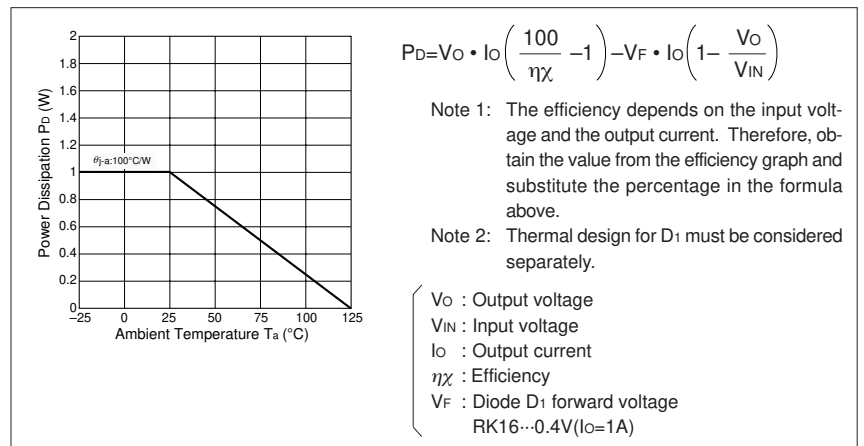 2
1.8
1.6
1.4
1.2
1
0.8
0.6
0.4
0.2
0
Power Dissipation PD (W)
θj-a:100°C/W
–25 0 25 50 75 100 125
Ambient Temperature Ta (°C)
PD=VO • IO(100/ηχ –1)–VF • IO(1– VO/VIN)
Note 1: The efficiency depends on the input volt-
age and the output current. Therefore, ob-
tain the value from the efficiency graph and
substitute the percentage in the formula
above.
Note 2: Thermal design for D1 must be considered
separately.
VO : Output voltage
VIN : Input voltage
IO : Output current
ηχ : Efficiency
VF : Diode D1 forward voltage
RK16···0.4V(IO=1A)